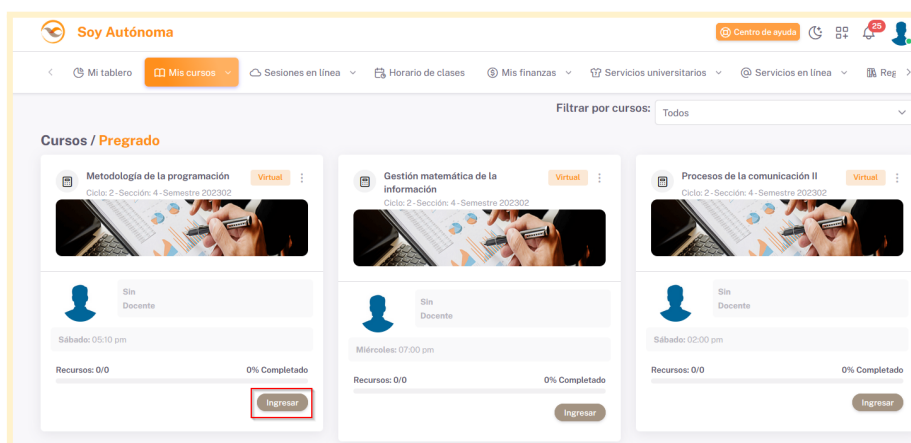 Soy Autónoma
Centro de ayuda
25
Mi tablero
Mis cursos
Sesiones en línea
Horario de clases
Mis finanzas
Servicios universitarios
Servicios en línea
Reg
Filtrar por cursos:
Todos
Cursos / Pregrado
Metodología de la programación
Virtual
Ciclo: 2 - Sección: 4 - Semestre 202302
Sin
Docente
Sábado: 05:10 pm
Recursos: 0/0
0% Completado
Ingresar
Gestión matemática de la
información
Virtual
Ciclo: 2 - Sección: 4 - Semestre 202302
Sin
Docente
Miércoles: 07:00 pm
Recursos: 0/0
0% Completado
Ingresar
Procesos de la comunicación II
Virtual
Ciclo: 2 - Sección: 4 - Semestre 202302
Sin
Docente
Sábado: 02:00 pm
Recursos: 0/0
0% Completado
Ingresar